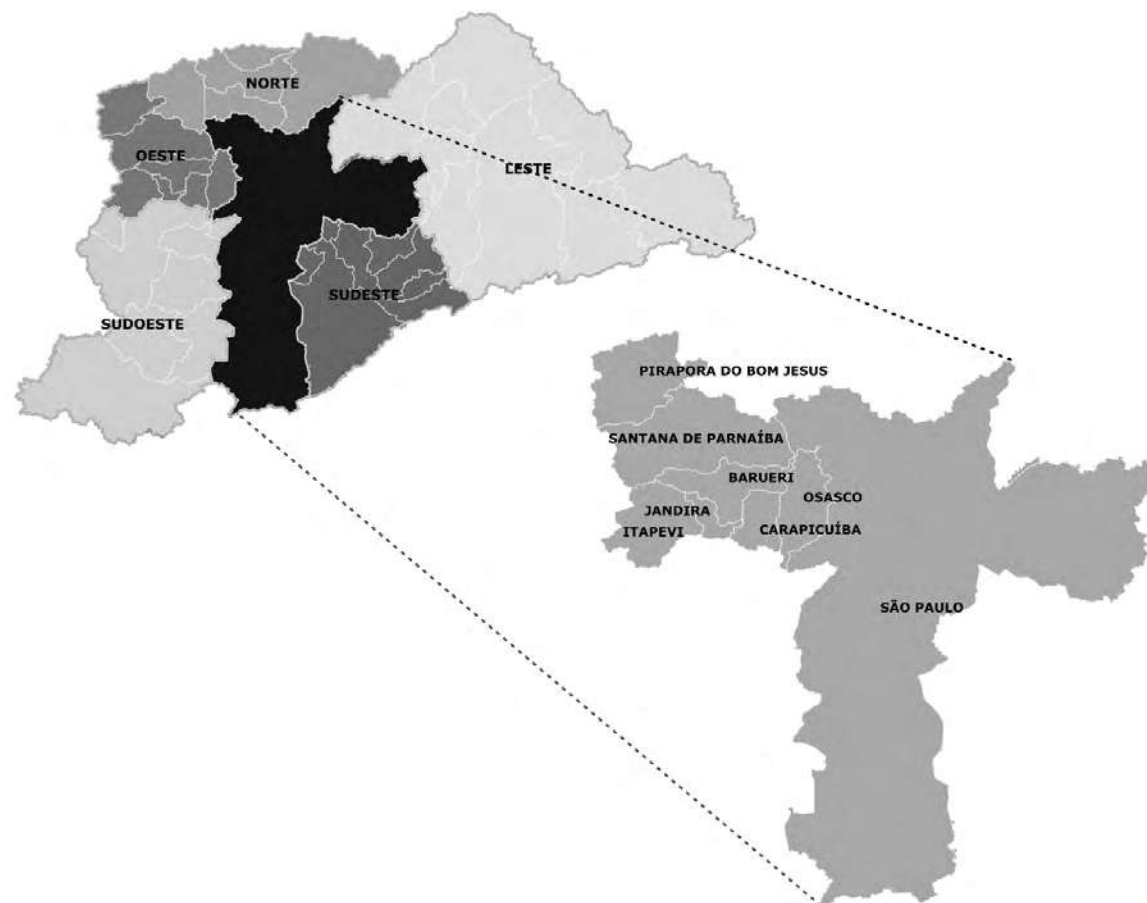 NORTE
OESTE
LESTE
SUDESTE
SUDOESTE
PIRAPORA DO BOM JESUS
SANTANA DE PARNAÍBA
BARUERI
OSASCO
JANDIRA
CARAPICUÍBA
ITAPEVI
SÃO PAULO